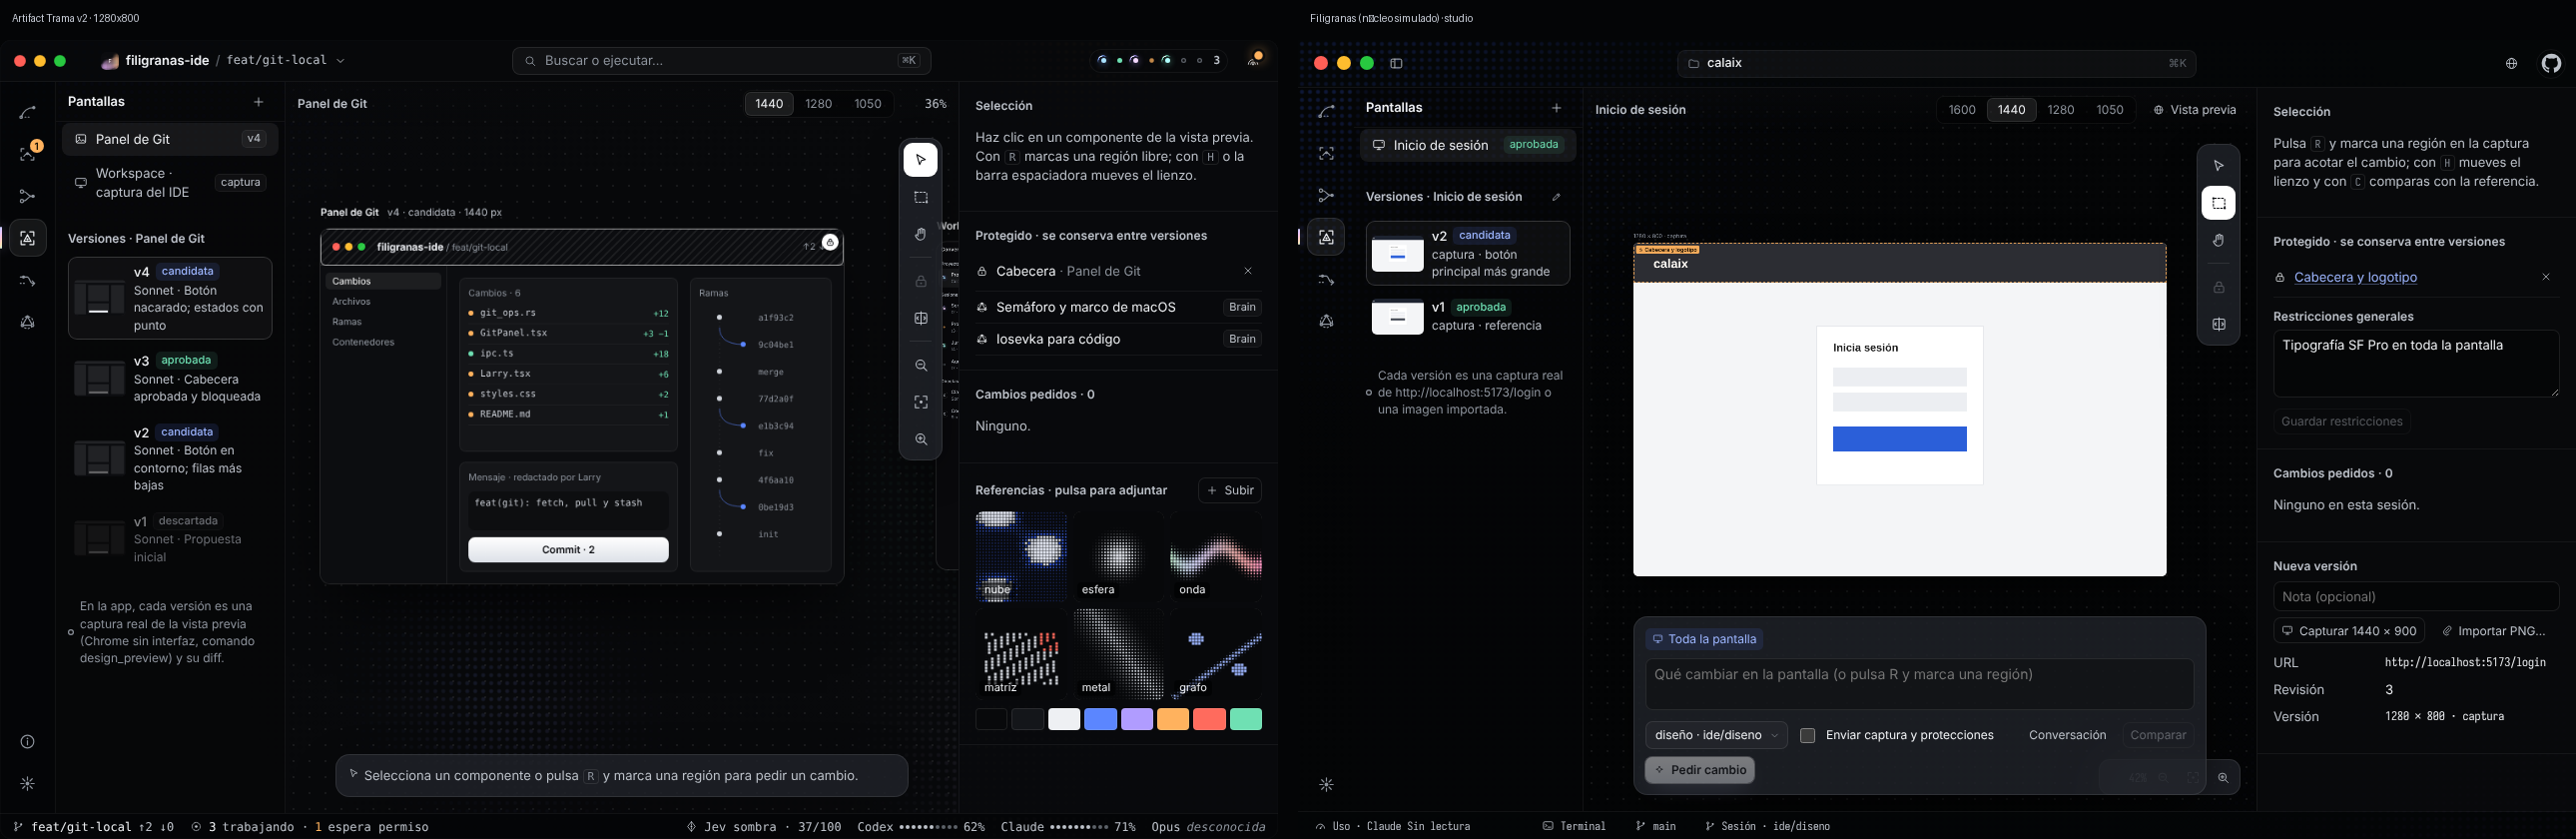 Artifact Trama v2 · 1280x800
filigranas-ide / feat/git-local
Buscar o ejecutar... ⌘K
3
Pantallas
Panel de Git v4
Workspace ·
captura del IDE
captura
Versiones · Panel de Git
v4 candidata
Sonnet · Botón
nacarado; estados con
punto
v3 aprobada
Sonnet · Cabecera
aprobada y bloqueada
v2 candidata
Sonnet · Botón en
contorno; filas más
bajas
v1 descartada
Sonnet · Propuesta
inicial
En la app, cada versión es una
captura real de la vista previa
(Chrome sin interfaz, comando
design_preview) y su diff.
1
Panel de Git
1440 1280 1050 36%
Panel de Git v4 · candidata · 1440 px
filigranas-ide / feat/git-local ↑2
Cambios
Archivos
Ramas
Contenedores
Cambios · 6
git_ops.rs +12
GitPanel.tsx +3 −1
ipc.ts +18
Larry.tsx +6
styles.css +2
README.md +1
Mensaje · redactado por Larry
feat(git): fetch, pull y stash
Commit · 2
Ramas
a1f93c2
9c04be1
merge
77d2a0f
e1b3c94
fix
4f6aa10
0be19d3
init
Selecciona un componente o pulsa R y marca una región para pedir un cambio.
Selección
Haz clic en un componente de la vista previa.
Con R marcas una región libre; con H o la
barra espaciadora mueves el lienzo.
Protegido · se conserva entre versiones
Cabecera · Panel de Git
Semáforo y marco de macOS Brain
Iosevka para código Brain
Cambios pedidos · 0
Ninguno.
Referencias · pulsa para adjuntar
Subir
nube esfera onda
matriz metal grafo
feat/git-local ↑2 ↓0 3 trabajando · 1 espera permiso
Jev sombra · 37/100 Codex 62% Claude 71% Opus desconocida
calaix ⌘K
Pantallas
Inicio de sesión aprobada
Versiones · Inicio de sesión
v2 candidata
captura · botón
principal más grande
v1 aprobada
captura · referencia
Cada versión es una captura real
de http://localhost:5173/login o
una imagen importada.
Inicio de sesión
1600 1440 1280 1050 Vista previa
Cabecera y logotipo
calaix
Inicia sesión
Toda la pantalla
Qué cambiar en la pantalla (o pulsa R y marca una región)
diseño · ide/diseno Enviar captura y protecciones Conversación Comparar
Pedir cambio
42%
Selección
Pulsa R y marca una región en la captura
para acotar el cambio; con H mueves el
lienzo y con C comparas con la referencia.
Protegido · se conserva entre versiones
Cabecera y logotipo
Restricciones generales
Tipografía SF Pro en toda la pantalla
Guardar restricciones
Cambios pedidos · 0
Ninguno en esta sesión.
Nueva versión
Nota (opcional)
Capturar 1440 × 900 Importar PNG...
URL http://localhost:5173/login
Revisión 3
Versión 1280 × 800 · captura
Uso · Claude Sin lectura Terminal main Sesión · ide/diseno